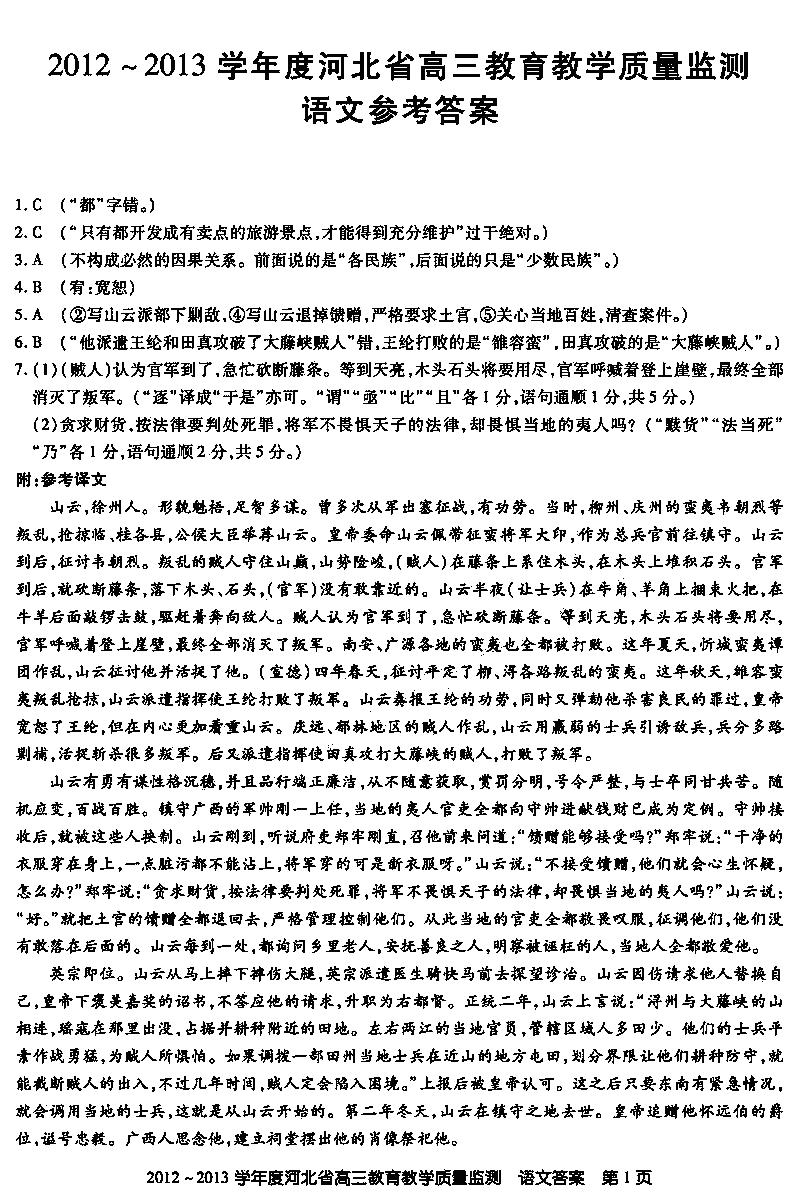 2012～2013学年度河北省高三教育教学质量监测
语文参考答案
1.C （“都”字错。）
2.C （“只有都开发成有卖点的旅游景点,才能得到充分维护”过于绝对。）
3.A （不构成必然的因果关系。前面说的是“各民族”,后面说的只是“少数民族”。）
4.B （宥:宽恕）
5.A （②写山云派部下剿敌,④写山云退掉馈赠,严格要求土官,⑤关心当地百姓,清查案件。）
6.B （“他派遣王纶和田真攻破了大藤峡贼人”错,王纶打败的是“雒容蛮”,田真攻破的是“大藤峡贼人”。）
7.(1)(贼人)认为官军到了,急忙砍断藤条。等到天亮,木头石头将要用尽,官军呼喊着登上崖壁,最终全部
消灭了叛军。（“逐”译成“于是”亦可。“谓”“亟”“比”“且”各1分,语句通顺1分,共5分。）
(2)贪求财货,按法律要判处死罪,将军不畏惧天子的法律,却畏惧当地的夷人吗?（“黩货”“法当死”
“乃”各1分,语句通顺2分,共5分。）
附:参考译文
山云,徐州人。形貌魁梧,足智多谋。曾多次从军出塞征战,有功劳。当时,柳州、庆州的蛮夷韦朝烈等
叛乱,抢掠临、桂各县,公侯大臣举荐山云。皇帝委命山云佩带征蛮将军大印,作为总兵官前往镇守。山云
到后,征讨韦朝烈。叛乱的贼人守住山巅,山势险峻,(贼人)在藤条上系住木头,在木头上堆积石头。官军
到后,就砍断藤条,落下木头、石头,(官军)没有敢靠近的。山云半夜(让士兵)在牛角、羊角上捆束火把,在
牛羊后面敲锣击鼓,驱赶着奔向敌人。贼人认为官军到了,急忙砍断藤条。等到天亮,木头石头将要用尽,
官军呼喊着登上崖壁,最终全部消灭了叛军。南安、广源各地的蛮夷也全都被打败。这年夏天,忻城蛮夷谭
团作乱,山云征讨他并活捉了他。(宣德)四年春天,征讨平定了柳、浔各路叛乱的蛮夷。这年秋天,雒容蛮
夷叛乱抢掠,山云派遣指挥使王纶打败了叛军。山云奏报王纶的功劳,同时又弹劾他杀害良民的罪过,皇帝
宽恕了王纶,但在内心更加看重山云。庆远、郁林地区的贼人作乱,山云用羸弱的士兵引诱敌兵,兵分多路
剿捕,活捉斩杀很多叛军。后又派遣指挥使田真攻打大藤峡的贼人,打败了叛军。
山云有勇有谋性格沉稳,并且品行端正廉洁,从不随意获取,赏罚分明,号令严整,与士卒同甘共苦。随
机应变,百战百胜。镇守广西的军帅刚一上任,当地的夷人官吏全都向守帅进献钱财已成为定例。守帅接
收后,就被这些人挟制。山云刚到,听说府吏郑牢刚直,召他前来问道:“馈赠能够接受吗?”郑牢说:“干净的
衣服穿在身上,一点脏污都不能沾上,将军穿的可是新衣服呀。”山云说:“不接受馈赠,他们就会心生怀疑,
怎么办?”郑牢说:“贪求财货,按法律要判处死罪,将军不畏惧天子的法律,却畏惧当地的夷人吗?”山云说:
“好。”就把土官的馈赠全都退回去,严格管理控制他们。从此当地的官吏全都敬畏叹服,征调他们,他们没
有敢落在后面的。山云每到一处,都询问乡里老人,安抚善良之人,明察被诬枉的人,当地人全都敬爱他。
英宗即位。山云从马上摔下摔伤大腿,英宗派遣医生骑快马前去探望诊治。山云因伤请求他人替换自
己,皇帝下褒美嘉奖的诏书,不答应他的请求,升职为右都督。正统二年,山云上言说:“浔州与大藤峡的山
相连,瑶寇在那里出没,占据并耕种附近的田地。左右两江的当地官员,管辖区域人多田少。他们的士兵平
素作战勇猛,为贼人所惧怕。如果调拨一部田州当地士兵在近山的地方屯田,划分界限让他们耕种防守,就
能截断贼人的出入,不过几年时间,贼人定会陷入困境。”上报后被皇帝认可。这之后只要东南有紧急情况,
就会调用当地的士兵,这就是从山云开始的。第二年冬天,山云在镇守之地去世。皇帝追赠他怀远伯的爵
位,谥号忠毅。广西人思念他,建立祠堂摆出他的肖像祭祀他。
2012～2013学年度河北省高三教育教学质量监测 语文答案 第1页